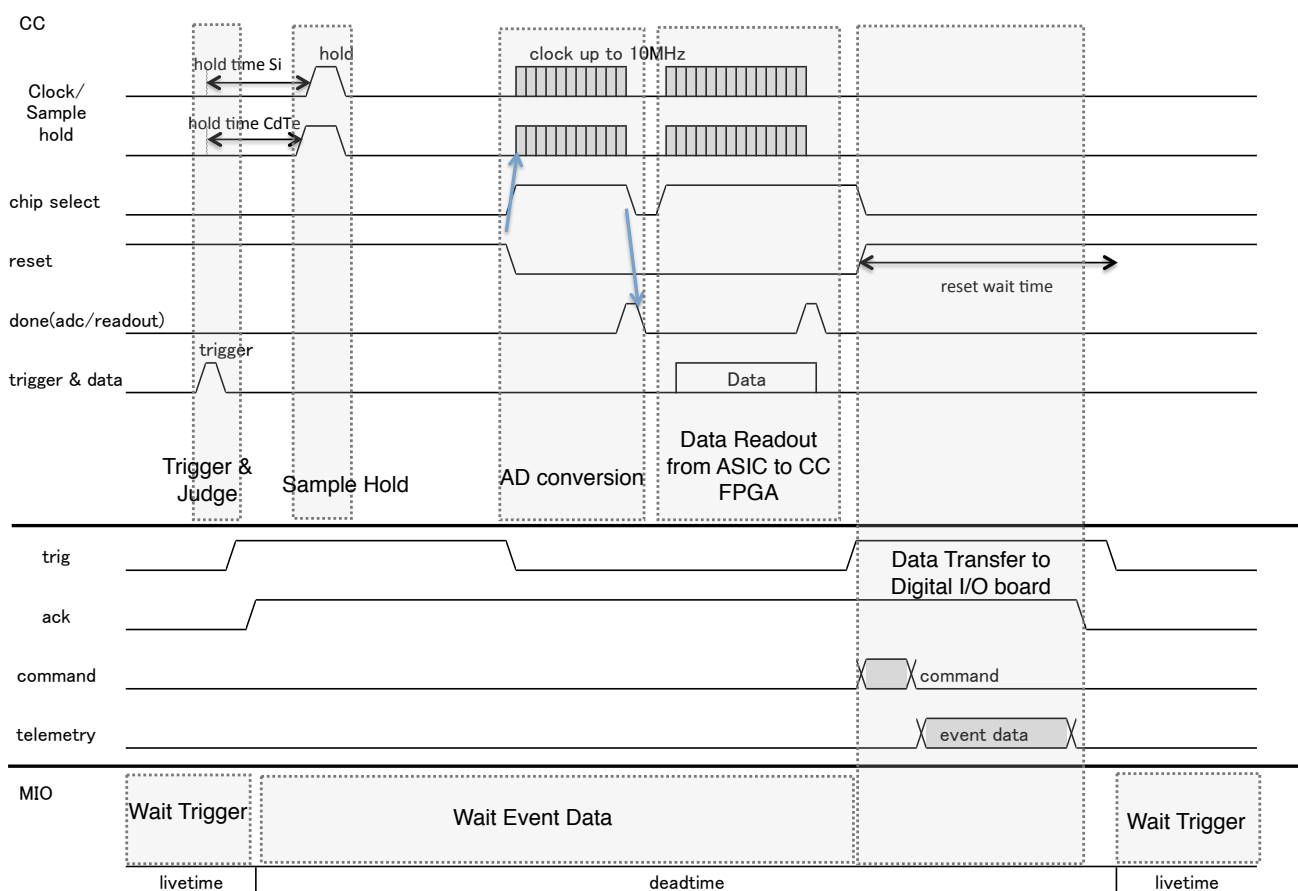 CC
hold
hold time Si
clock up to 10MHz
Clock/
Sample
hold
hold time CdTe
chip select
reset
reset wait time
done(adc/readout)
trigger
trigger & data
Data
Trigger &
Judge
Sample Hold
AD conversion
Data Readout
from ASIC to CC
FPGA
trig
Data Transfer to
Digital I/O board
ack
command
command
telemetry
event data
MIO
Wait Trigger
Wait Event Data
Wait Trigger
livetime
deadtime
livetime